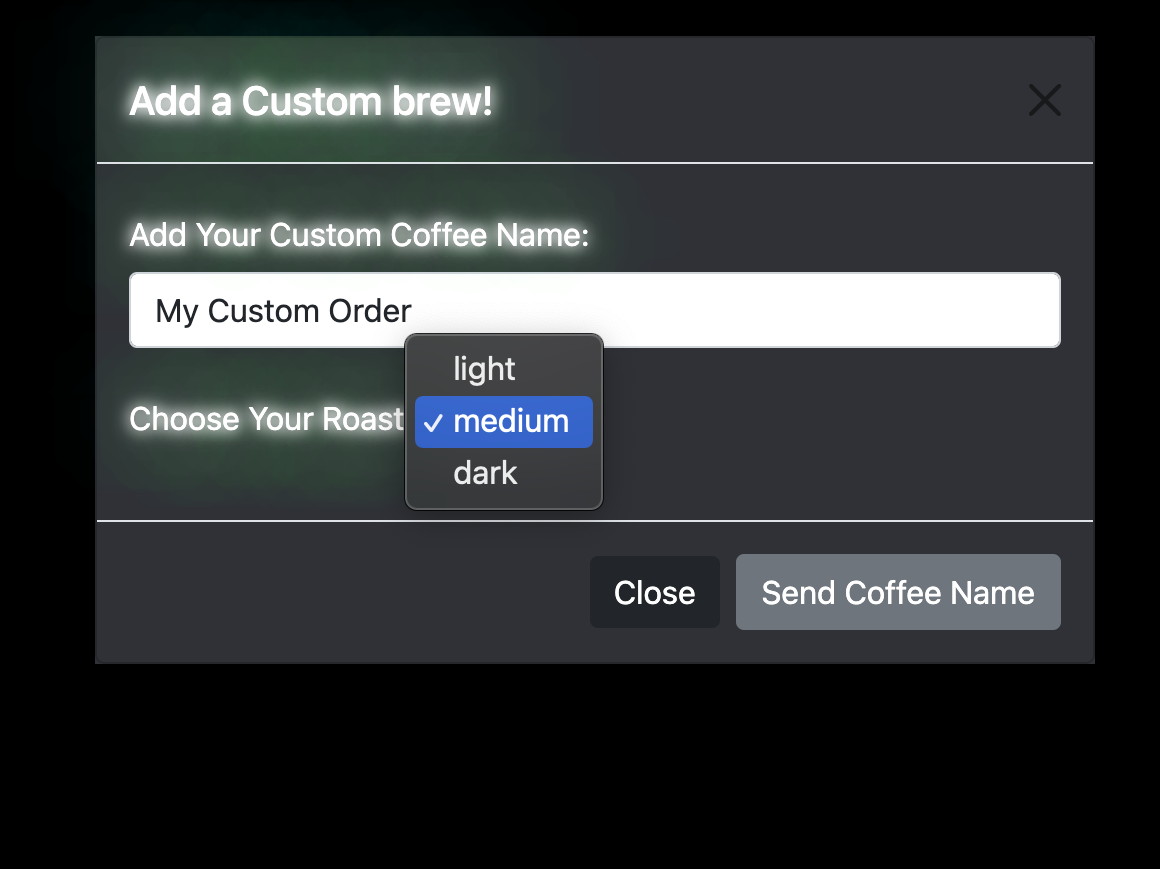 Add a Custom brew!
Add Your Custom Coffee Name:
My Custom Order
light
Choose Your Roast
medium
dark
Close
Send Coffee Name